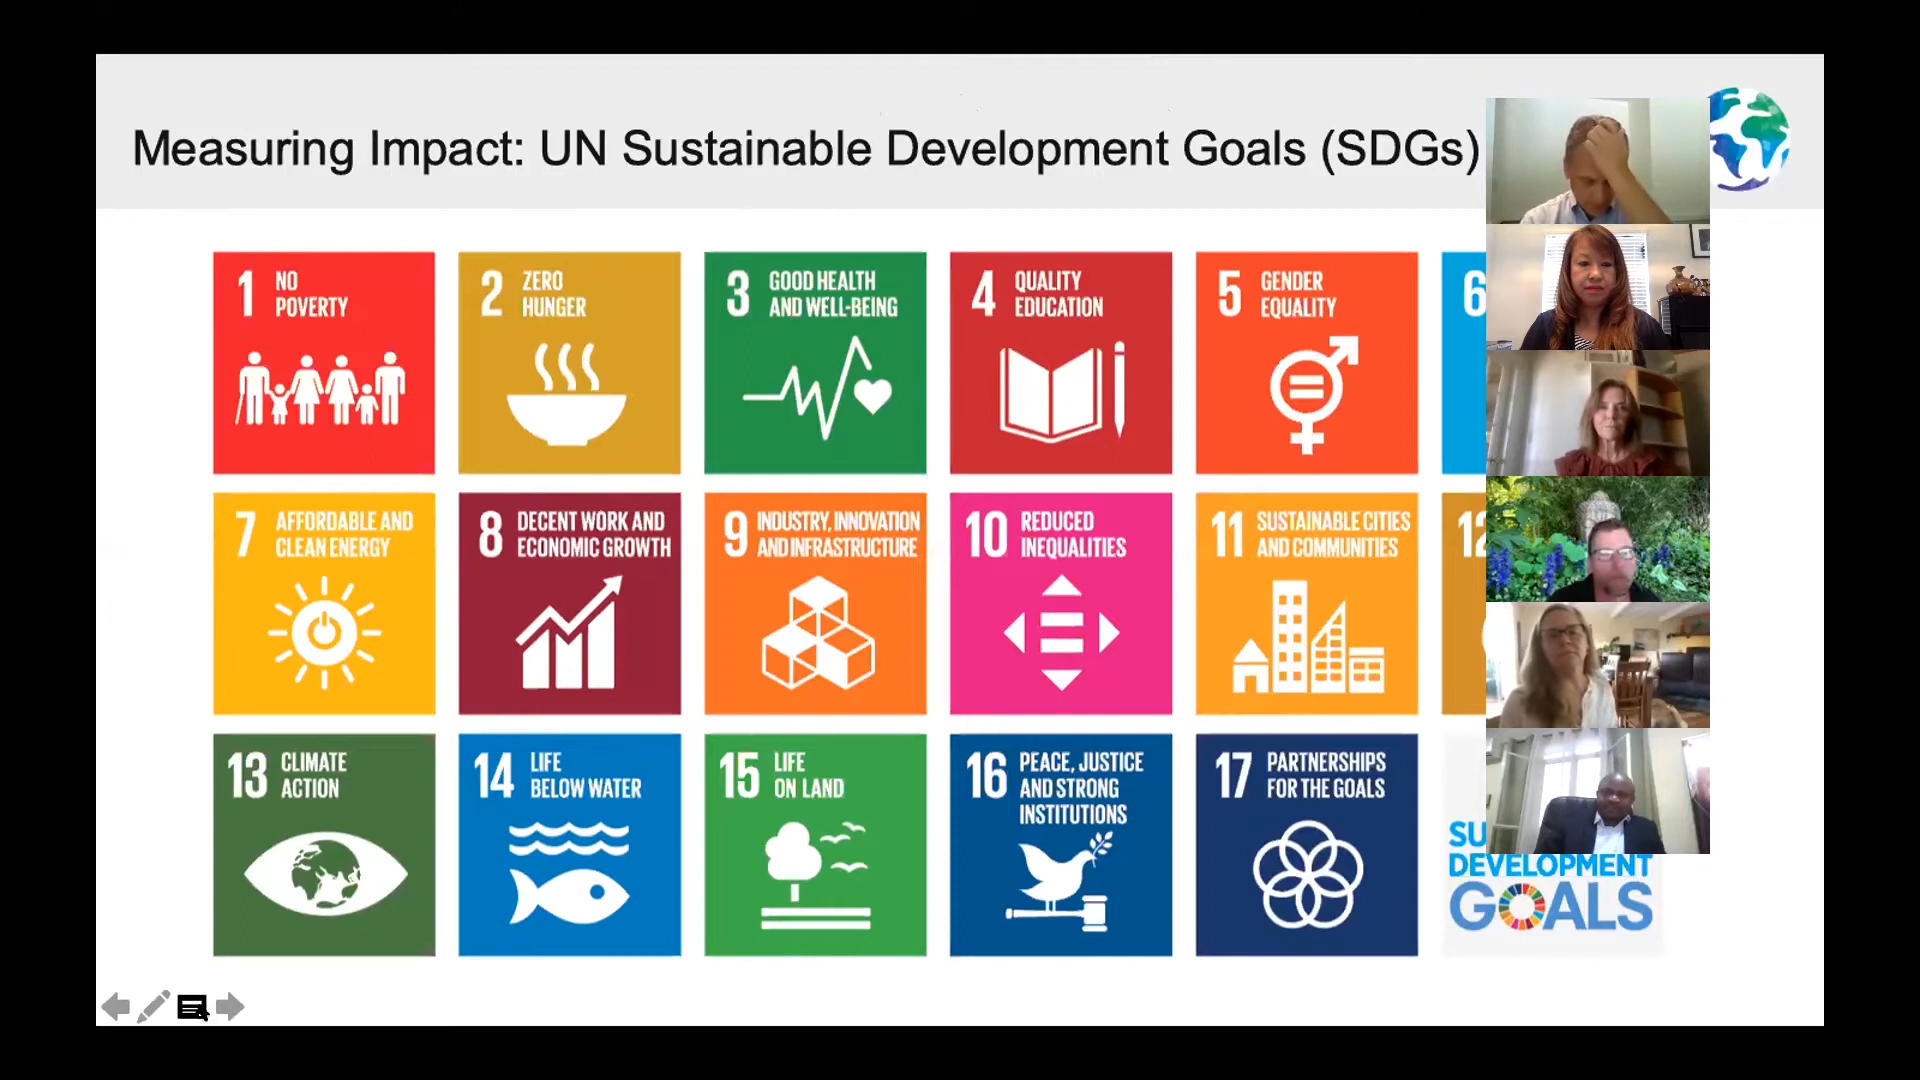 Measuring Impact: UN Sustainable Development Goals (SDGs)
1 NO
POVERTY
2 ZERO
HUNGER
3 GOOD HEALTH
AND WELL-BEING
4 QUALITY
EDUCATION
5 GENDER
EQUALITY
6
7 AFFORDABLE AND
CLEAN ENERGY
8 DECENT WORK AND
ECONOMIC GROWTH
9 INDUSTRY, INNOVATION
AND INFRASTRUCTURE
10 REDUCED
INEQUALITIES
11 SUSTAINABLE CITIES
AND COMMUNITIES
12
13 CLIMATE
ACTION
14 LIFE
BELOW WATER
15 LIFE
ON LAND
16 PEACE, JUSTICE
AND STRONG
INSTITUTIONS
17 PARTNERSHIPS
FOR THE GOALS
SU
DEVELOPMENT
GOALS